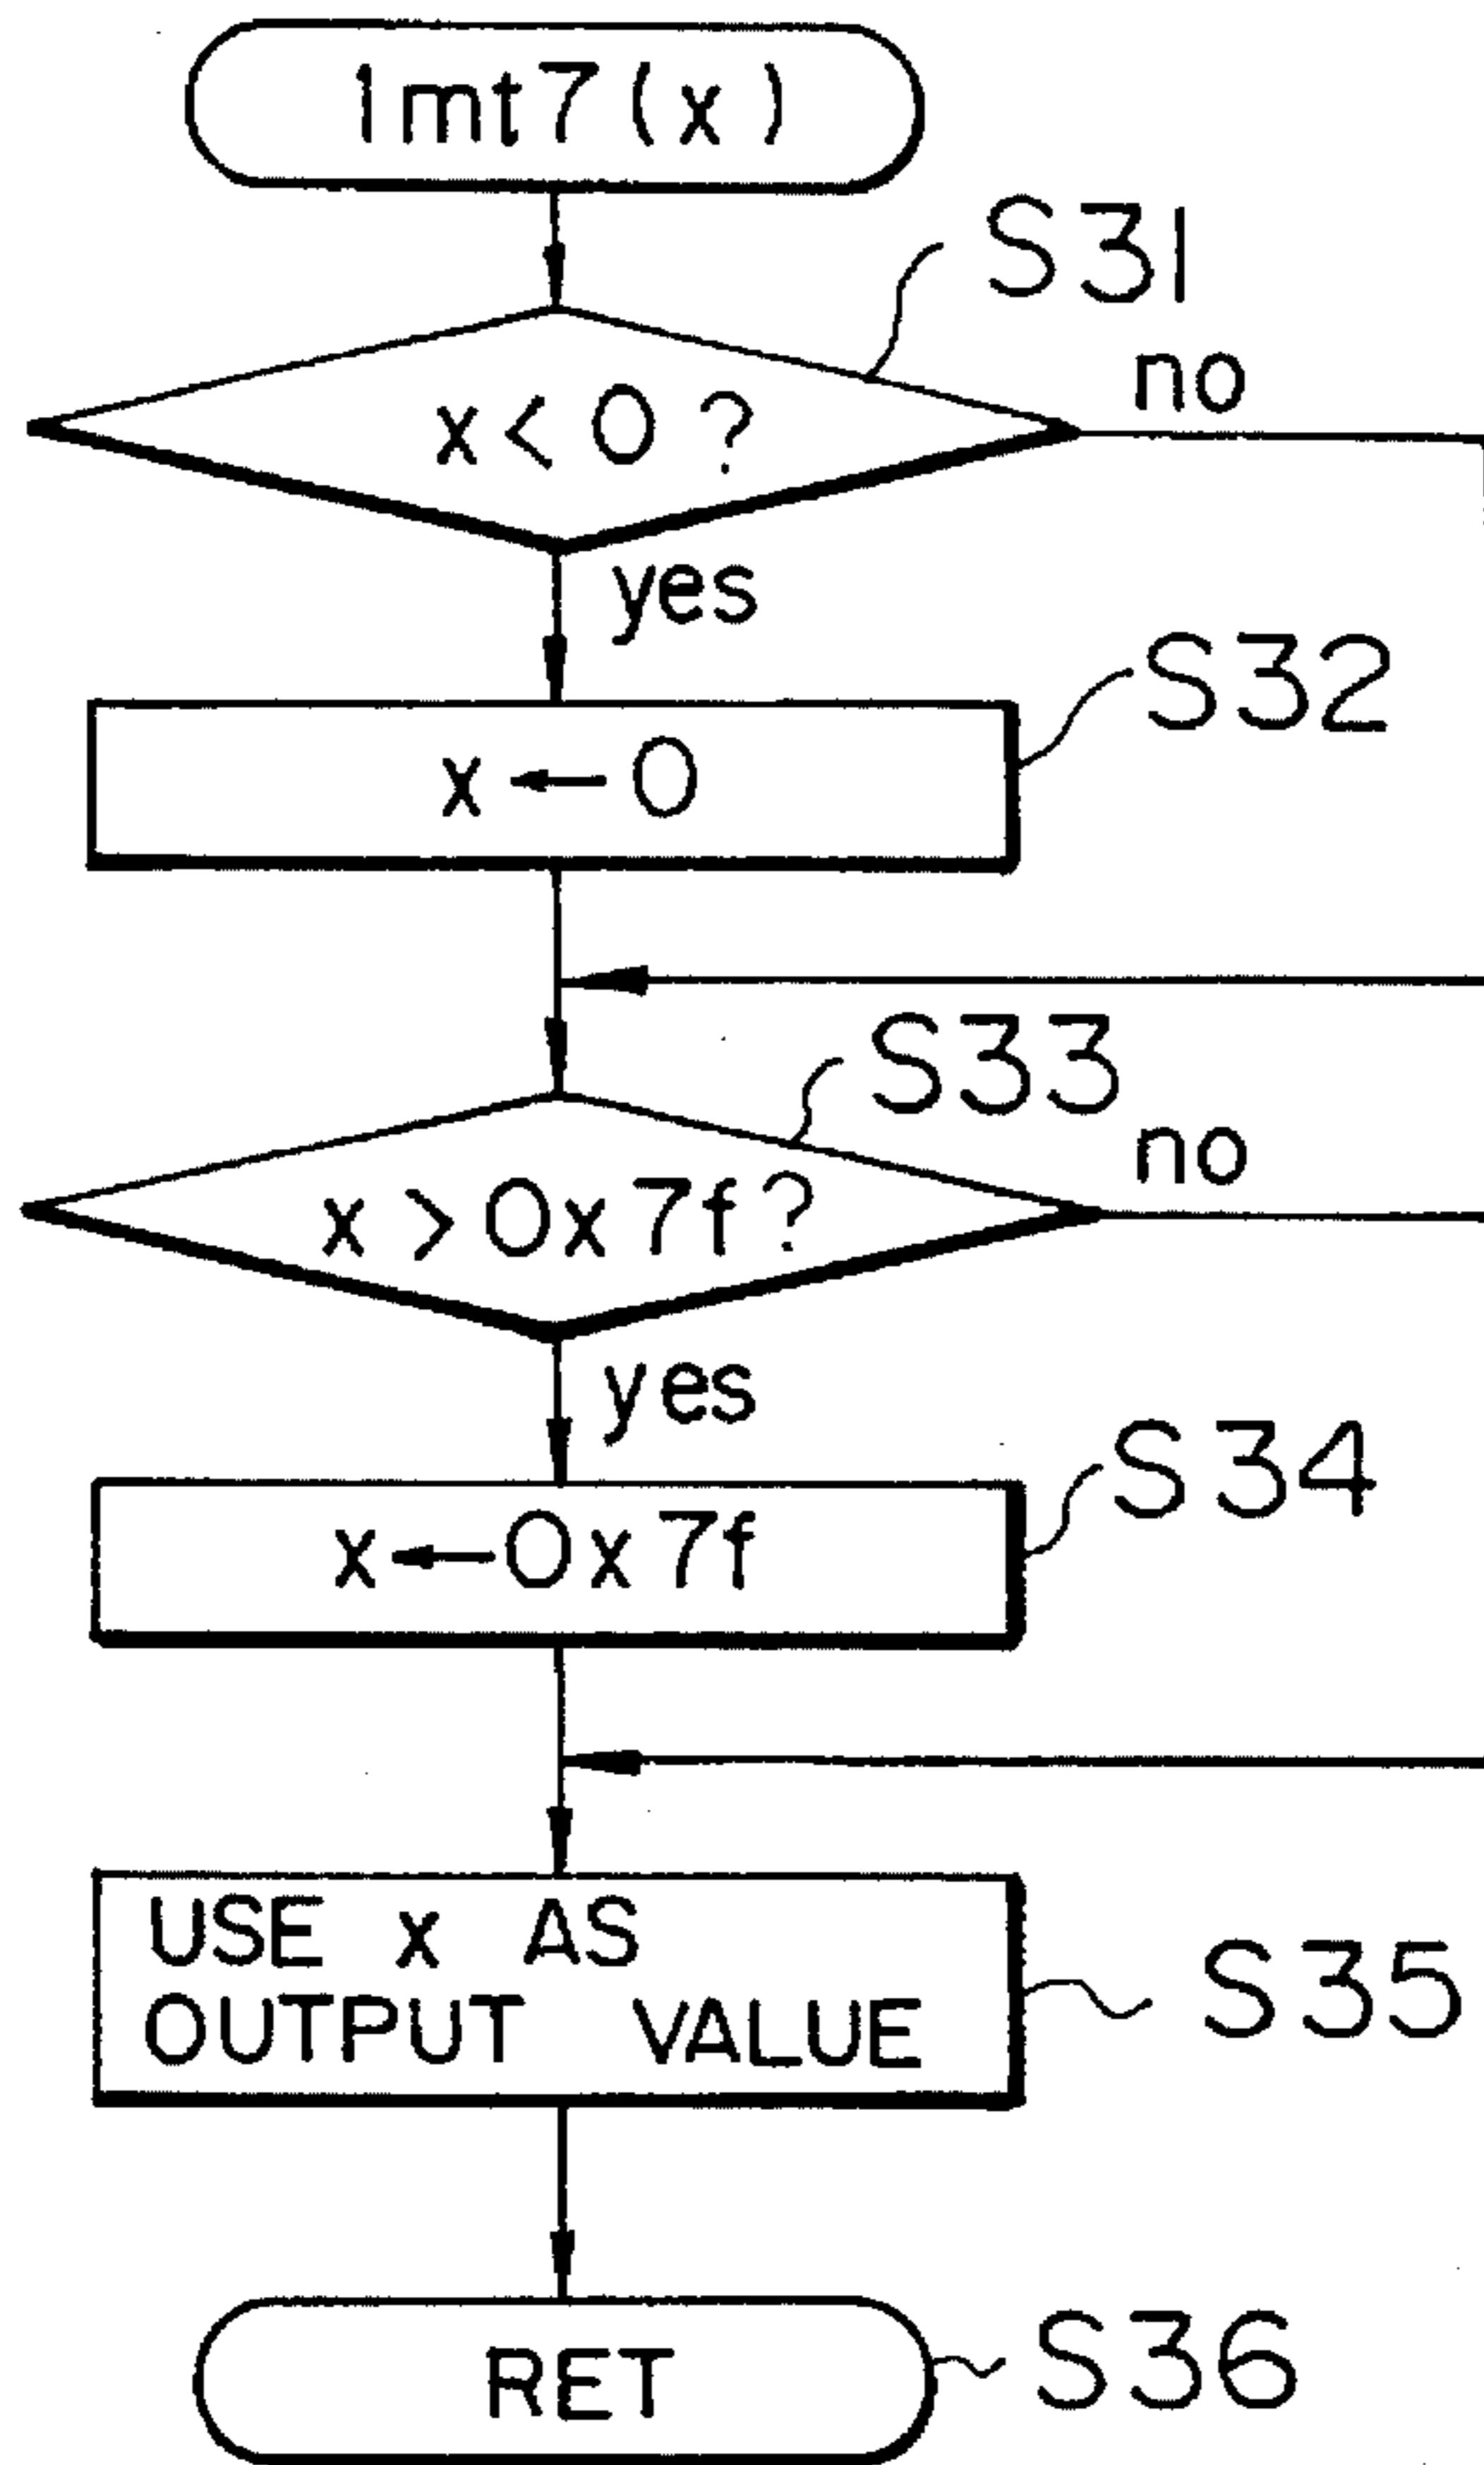 lmt7(x)
S31
x < 0 ?
no
yes
S32
x ← 0
S33
x > 0x7f ?
no
yes
S34
x ← 0x7f
USE x AS
OUTPUT VALUE
S35
RET
S36